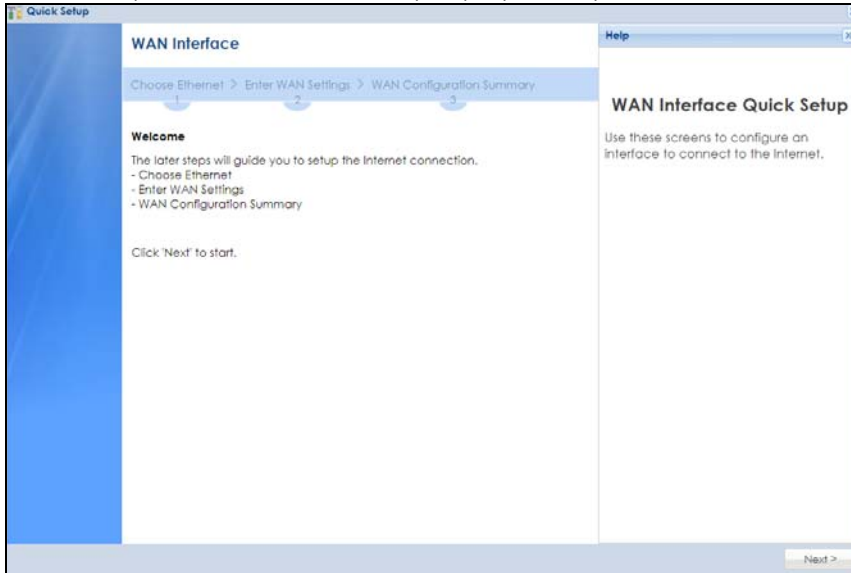 Quick Setup
WAN Interface
Choose Ethernet > Enter WAN Settings > WAN Configuration Summary
1 2 3
Welcome
The later steps will guide you to setup the Internet connection.
- Choose Ethernet
- Enter WAN Settings
- WAN Configuration Summary
Click 'Next' to start.
Help
WAN Interface Quick Setup
Use these screens to configure an
interface to connect to the Internet.
Next >